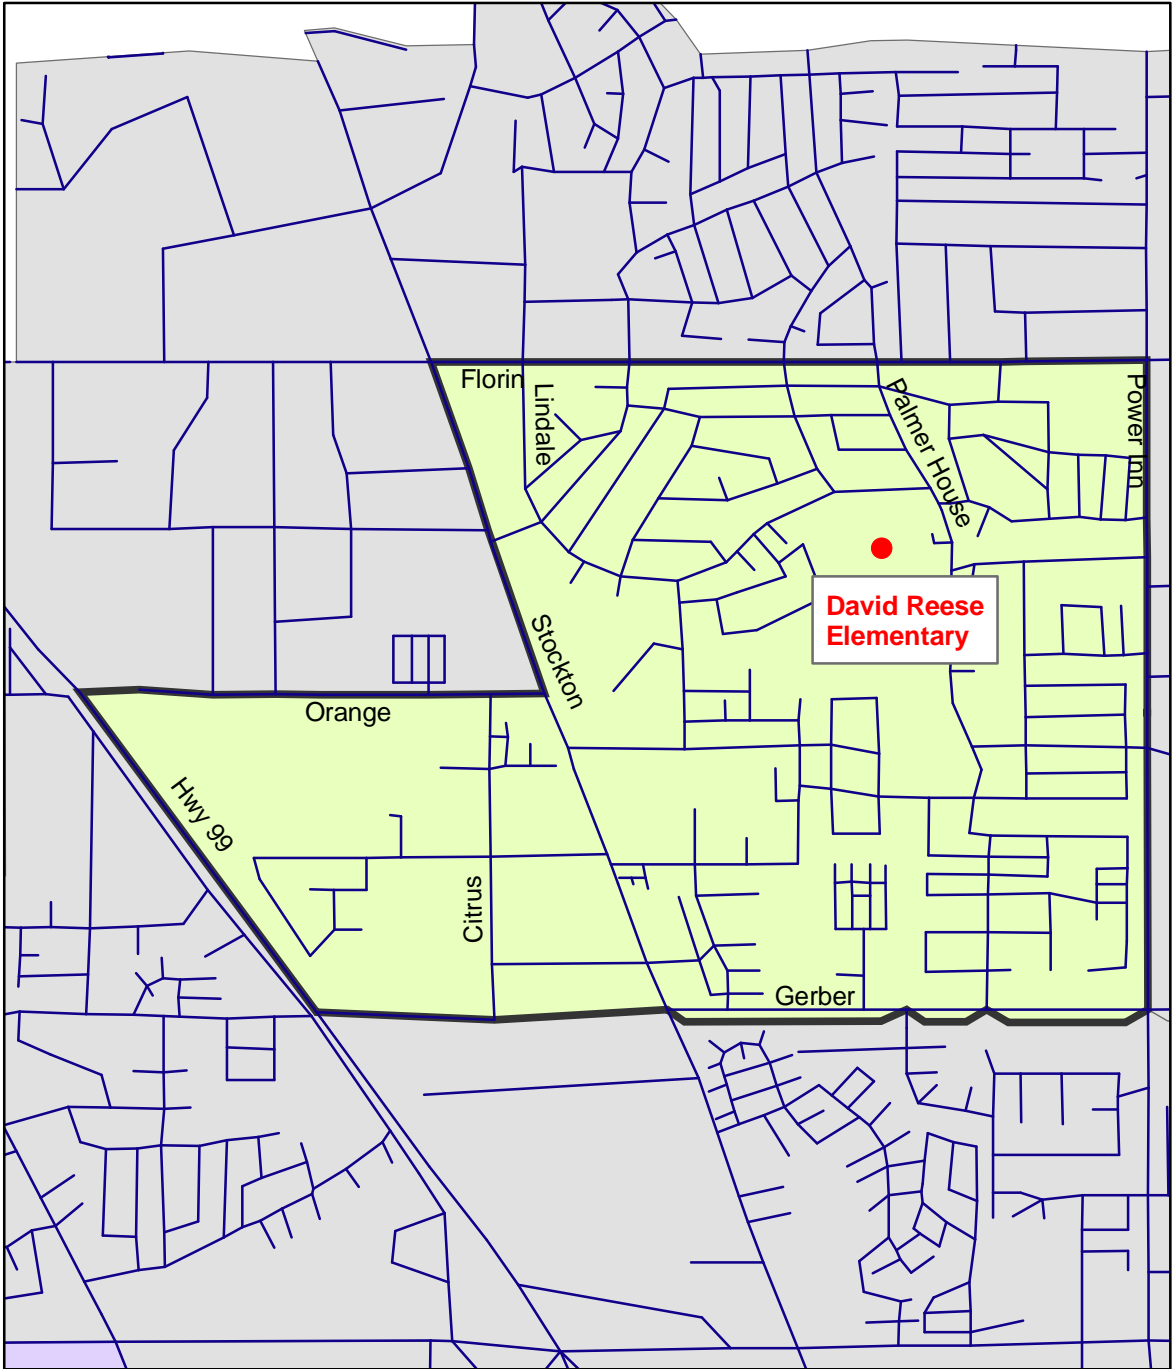 Florin
Lindale
Palmer House
Power Inn
David Reese
Elementary
Stockton
Orange
Hwy 99
Citrus
Gerber